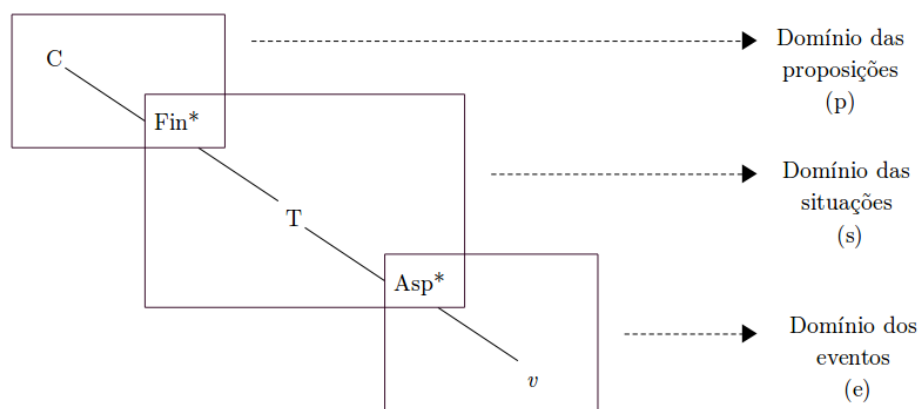 C
Fin*
T
Asp*
v
Domínio das
proposições
(p)
Domínio das
situações
(s)
Domínio dos
eventos
(e)